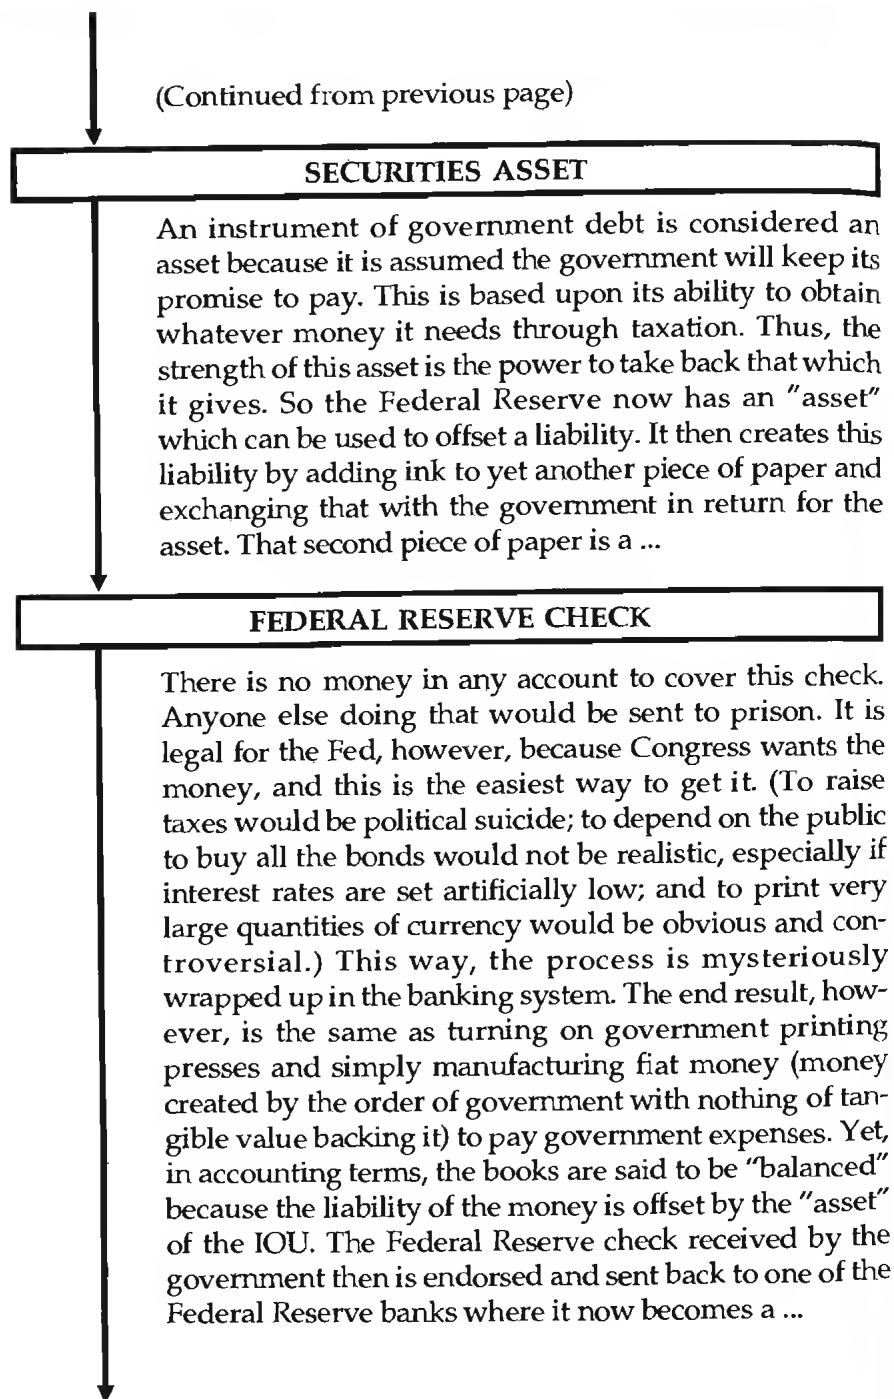 (Continued from previous page)
SECURITIES ASSET
An instrument of government debt is considered an
asset because it is assumed the government will keep its
promise to pay. This is based upon its ability to obtain
whatever money it needs through taxation. Thus, the
strength of this asset is the power to take back that which
it gives. So the Federal Reserve now has an "asset"
which can be used to offset a liability. It then creates this
liability by adding ink to yet another piece of paper and
exchanging that with the government in return for the
asset. That second piece of paper is a ...
FEDERAL RESERVE CHECK
There is no money in any account to cover this check.
Anyone else doing that would be sent to prison. It is
legal for the Fed, however, because Congress wants the
money, and this is the easiest way to get it. (To raise
taxes would be political suicide; to depend on the public
to buy all the bonds would not be realistic, especially if
interest rates are set artificially low; and to print very
large quantities of currency would be obvious and con-
troversial.) This way, the process is mysteriously
wrapped up in the banking system. The end result, how-
ever, is the same as turning on government printing
presses and simply manufacturing fiat money (money
created by the order of government with nothing of tan-
gible value backing it) to pay government expenses. Yet,
in accounting terms, the books are said to be "balanced"
because the liability of the money is offset by the "asset"
of the IOU. The Federal Reserve check received by the
government then is endorsed and sent back to one of the
Federal Reserve banks where it now becomes a ...